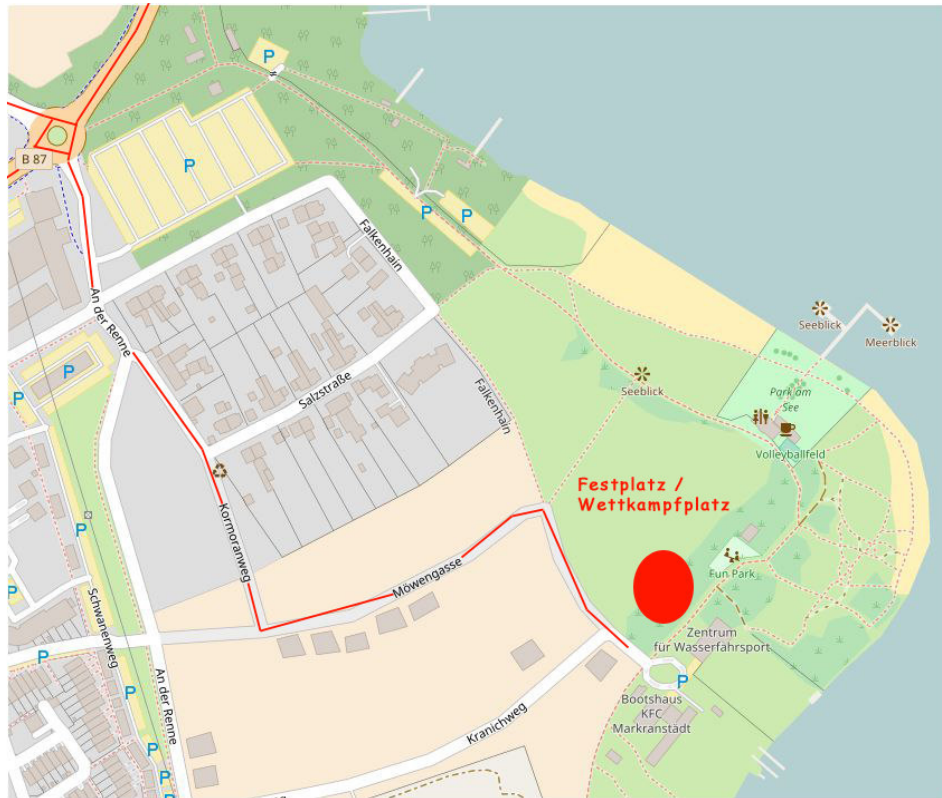 P
B 87
P
P
P
Falkenhain
An der Renne
Seeblick
Meerblick
P
P
Salzstraße
Falkenhain
Seeblick
Park am
See
Volleyballfeld
Festplatz /
Wettkampfplatz
Kormoranweg
P
Möwengasse
Fun Park
P
Schwanenweg
Zentrum
für Wasserfahrsport
P
An der Renne
P
P
Bootshaus
KFC
Markranstädt
Kranichweg
P
P
P